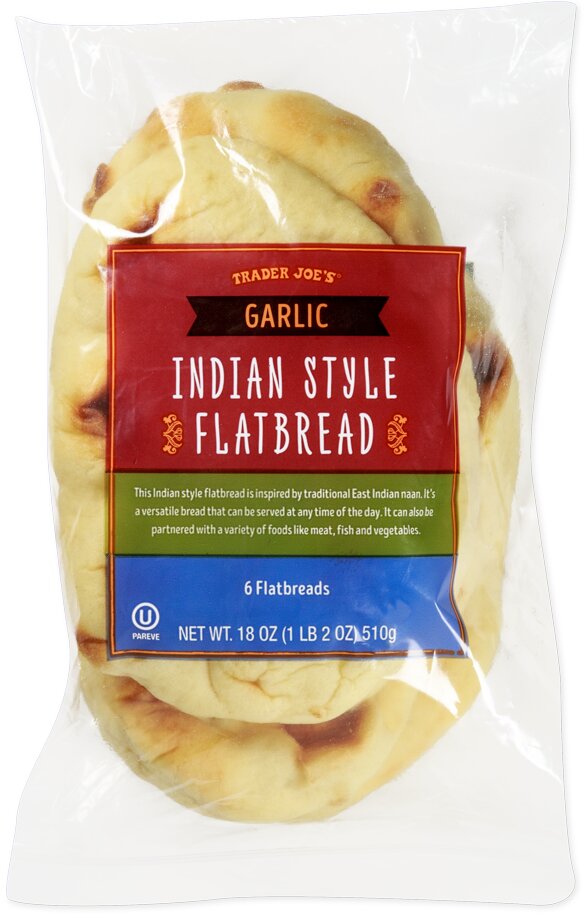 TRADER JOE'S
GARLIC
INDIAN STYLE
FLATBREAD
This Indian style flatbread is inspired by traditional East Indian naan. It's
a versatile bread that can be served at any time of the day. It can also be
partnered with a variety of foods like meat, fish and vegetables.
6 Flatbreads
U
PAREVE
NET WT. 18 OZ (1 LB 2 OZ) 510g